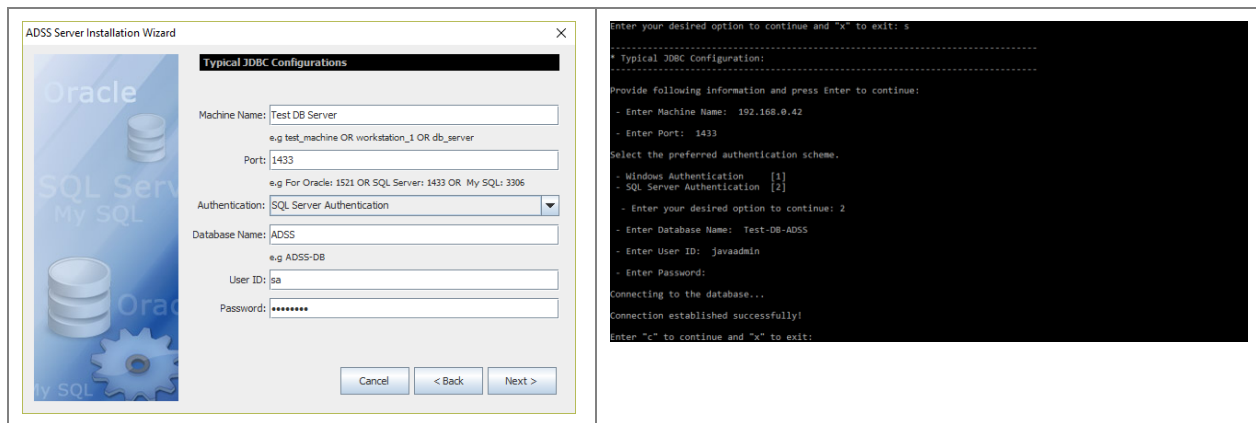 ADSS Server Installation Wizard
Typical JDBC Configurations
Oracle
SQL Serv
My SQL
Orac
My SQL
Machine Name: Test DB Server
e.g test_machine OR workstation_1 OR db_server
Port: 1433
e.g For Oracle: 1521 OR SQL Server: 1433 OR My SQL: 3306
Authentication: SQL Server Authentication
Database Name: ADSS
e.g ADSS-DB
User ID: sa
Password: ••••••••
Cancel < Back Next >
Enter your desired option to continue and "x" to exit: s
--------------------------------------------------------------------------------
* Typical JDBC Configuration:
--------------------------------------------------------------------------------
Provide following information and press Enter to continue:
- Enter Machine Name: 192.168.0.42
- Enter Port: 1433
Select the preferred authentication scheme.
- Windows Authentication [1]
- SQL Server Authentication [2]
- Enter your desired option to continue: 2
- Enter Database Name: Test-DB-ADSS
- Enter User ID: javaadmin
- Enter Password:
Connecting to the database...
Connection established successfully!
Enter "c" to continue and "x" to exit: